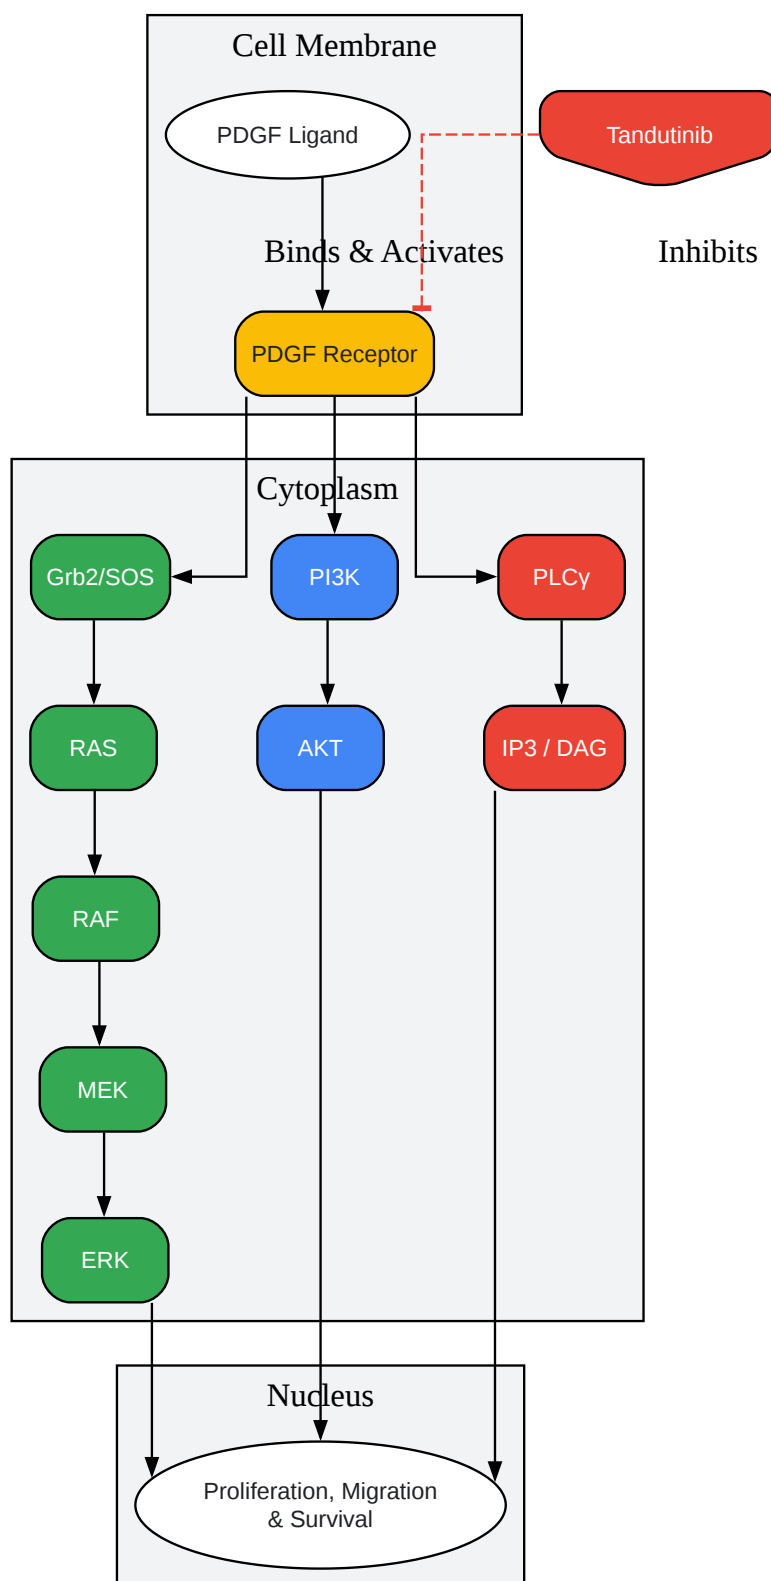 Cell Membrane
PDGF Ligand
Tandutinib
Binds & Activates
Inhibits
PDGF Receptor
Cytoplasm
Grb2/SOS
PI3K
PLCγ
RAS
AKT
IP3 / DAG
RAF
MEK
ERK
Nucleus
Proliferation, Migration
& Survival